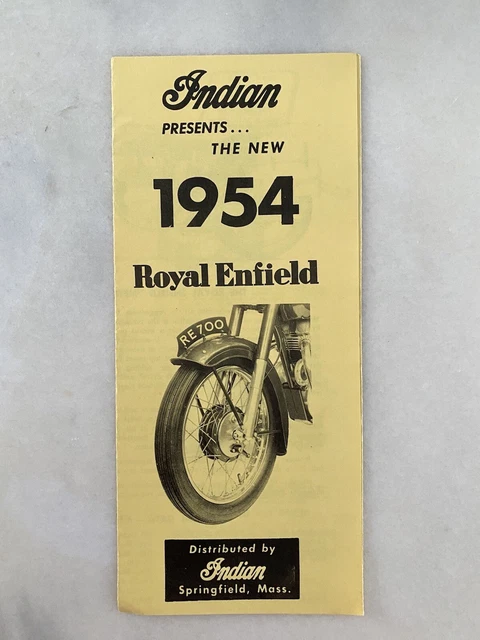 Indian
PRESENTS...
THE NEW
1954
Royal Enfield
RE700
Distributed by
Indian
Springfield, Mass.